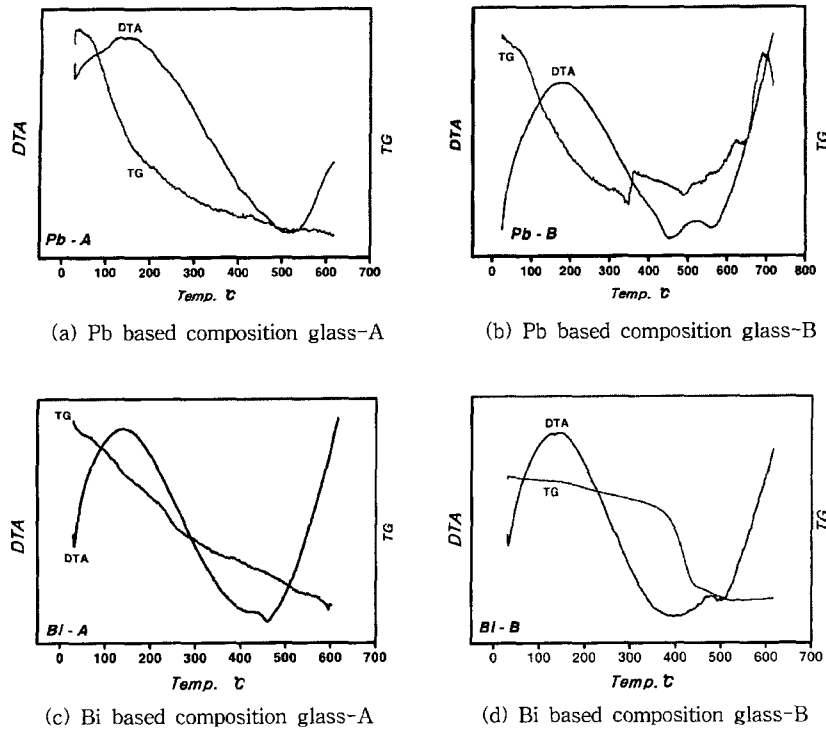 DTA
TG
DTA
TG
Pb - A
0 100 200 300 400 500 600 700
Temp. ℃
(a) Pb based composition glass-A
DTA
TG
TG
DTA
Pb - B
0 100 200 300 400 500 600 700 800
Temp. ℃
(b) Pb based composition glass-B
DTA
TG
TG
DTA
Bi - A
0 100 200 300 400 500 600 700
Temp. ℃
(c) Bi based composition glass-A
DTA
TG
DTA
TG
Bi - B
0 100 200 300 400 500 600 700
Temp. ℃
(d) Bi based composition glass-B